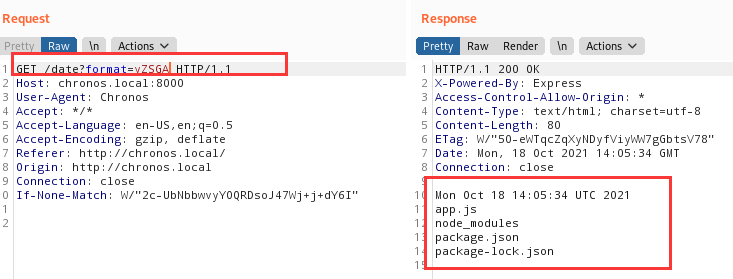 Request
Response
Pretty Raw \n Actions
Pretty Raw Render \n Actions
1 GET /date?format=yZSGA HTTP/1.1
2 Host: chronos.local:8000
3 User-Agent: Chronos
4 Accept: */*
5 Accept-Language: en-US,en;q=0.5
6 Accept-Encoding: gzip, deflate
7 Referer: http://chronos.local/
8 Origin: http://chronos.local
9 Connection: close
0 If-None-Match: W/"2c-UbNbbwvyYOQRDsoJ47Wj+j+dY6I"
1
2
1 HTTP/1.1 200 OK
2 X-Powered-By: Express
3 Access-Control-Allow-Origin: *
4 Content-Type: text/html; charset=utf-8
5 Content-Length: 80
6 ETag: W/"50-eWTqcZqXyNDyfViyWW7gGbtsV78"
7 Date: Mon, 18 Oct 2021 14:05:34 GMT
8 Connection: close
9
10 Mon Oct 18 14:05:34 UTC 2021
11 app.js
12 node_modules
13 package.json
14 package-lock.json
15